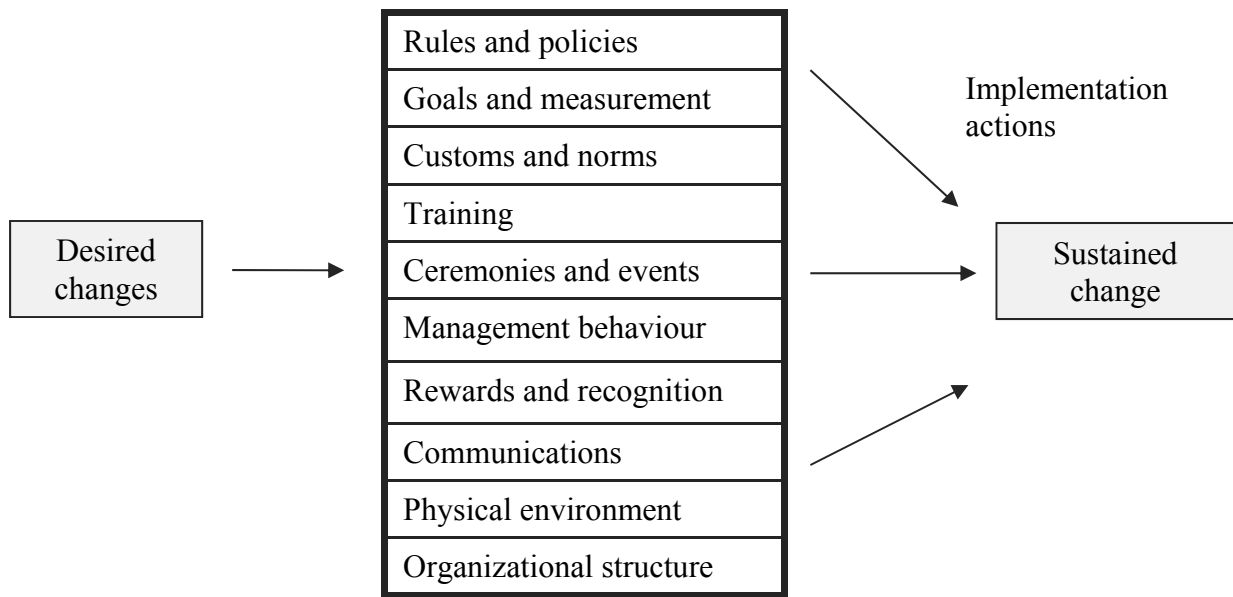 Desired
changes
Rules and policies
Goals and measurement
Customs and norms
Training
Ceremonies and events
Management behaviour
Rewards and recognition
Communications
Physical environment
Organizational structure
Implementation
actions
Sustained
change